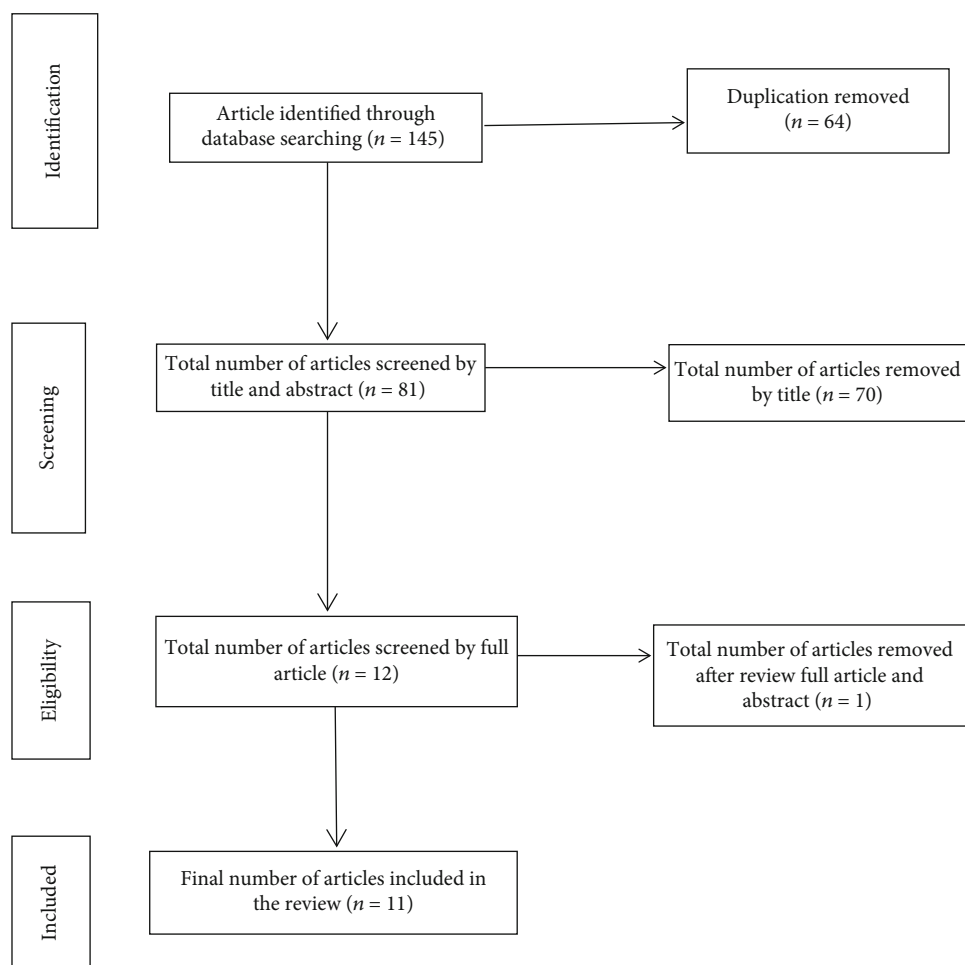 Identification
Article identified through
database searching (n = 145)
Duplication removed
(n = 64)
Screening
Total number of articles screened by
title and abstract (n = 81)
Total number of articles removed
by title (n = 70)
Eligibility
Total number of articles screened by full
article (n = 12)
Total number of articles removed
after review full article and
abstract (n = 1)
Included
Final number of articles included in
the review (n = 11)